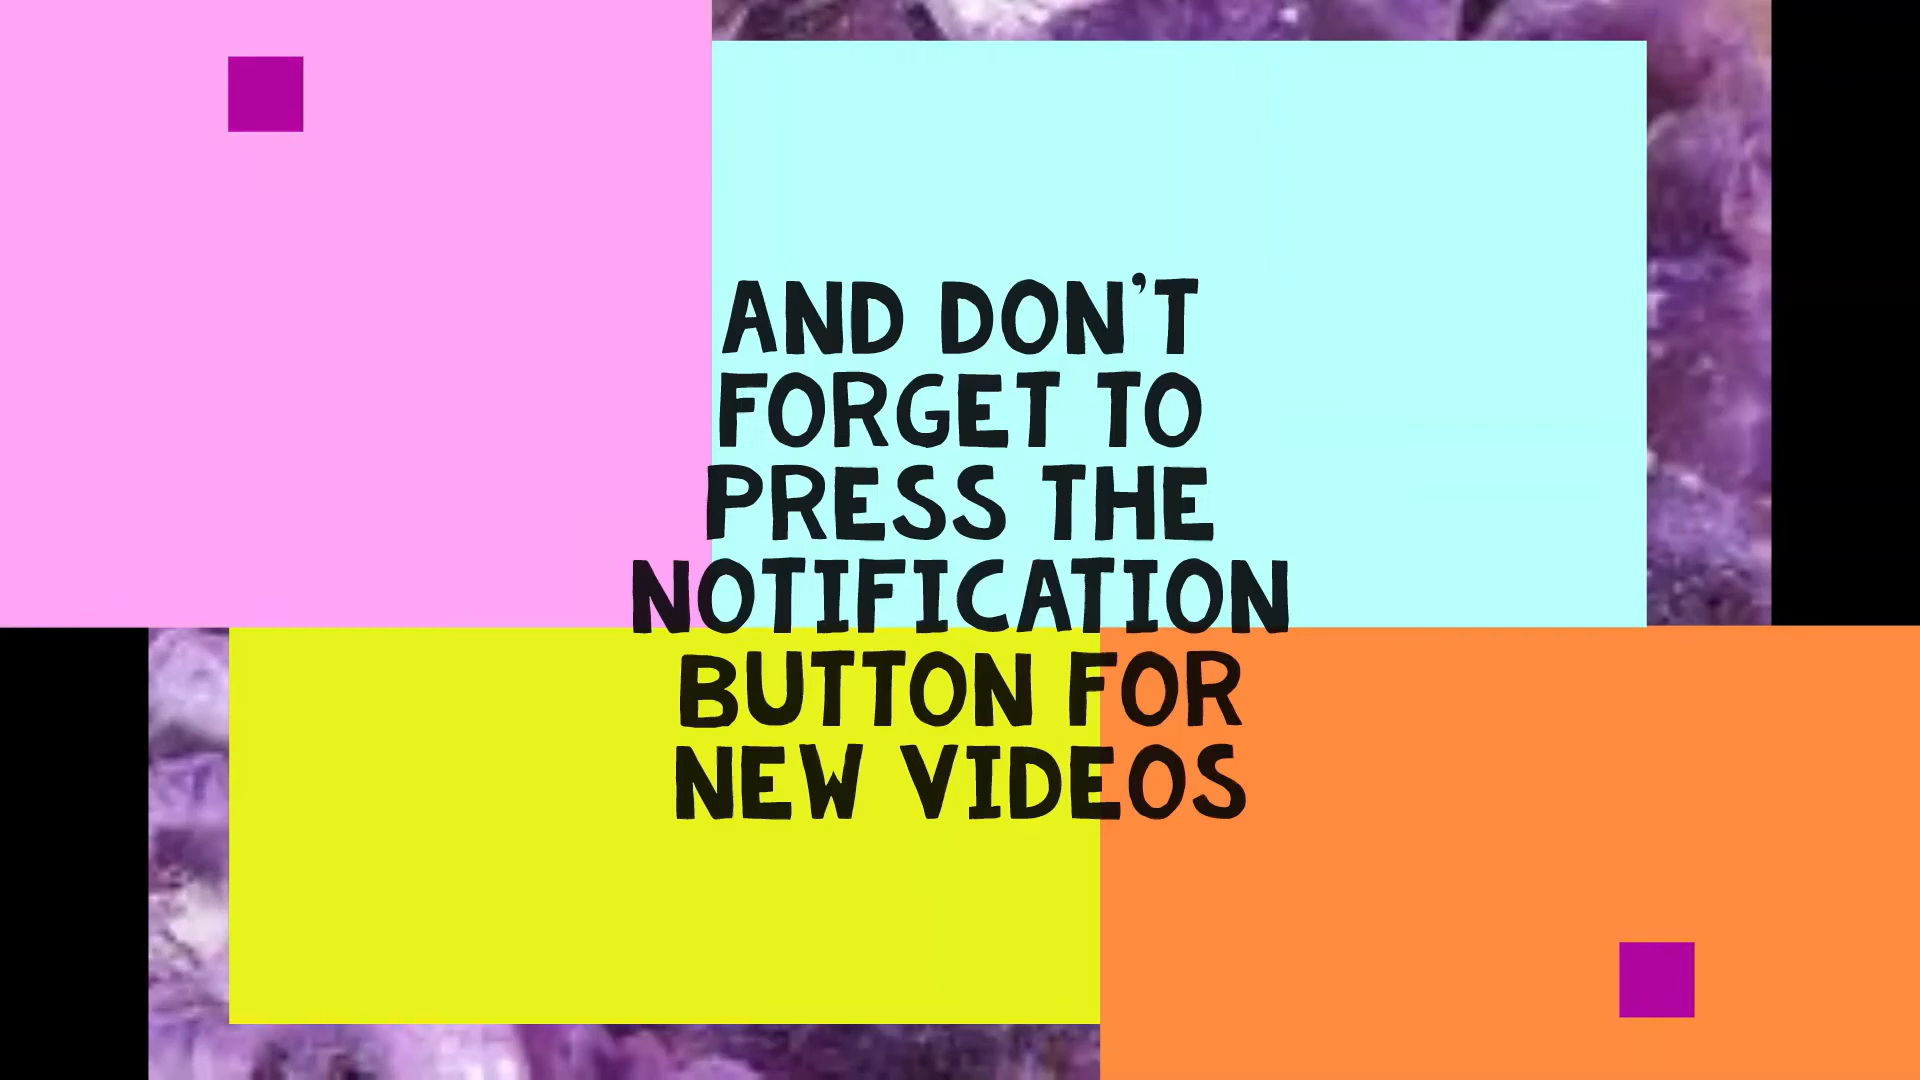 AND DON'T
FORGET TO
PRESS THE
NOTIFICATION
BUTTON FOR
NEW VIDEOS